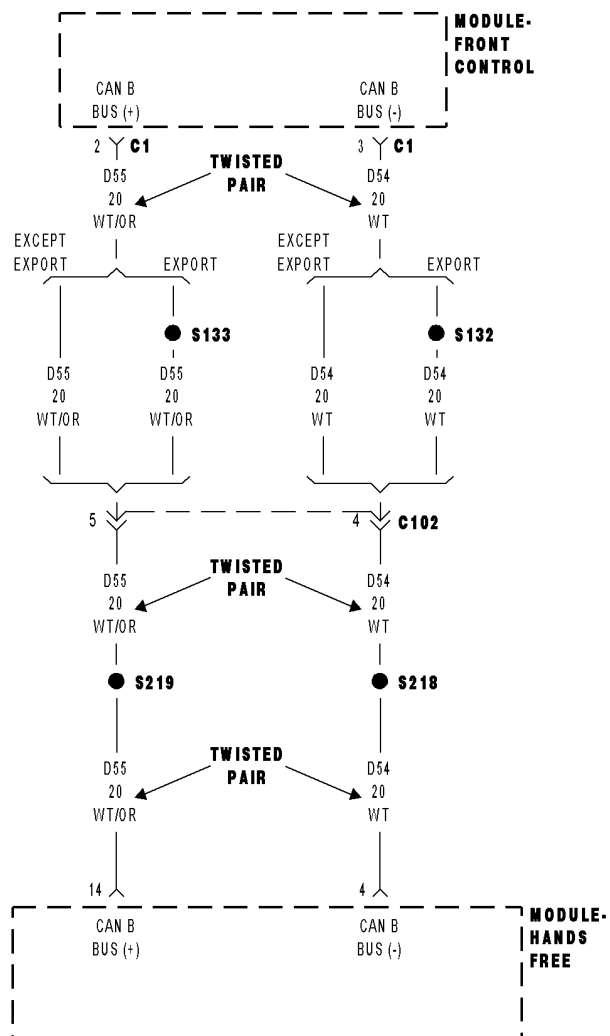 MODULE-
FRONT
CONTROL
CAN B
BUS (+)
CAN B
BUS (-)
2 C1
3 C1
D55
20
WT/OR
TWISTED
PAIR
D54
20
WT
EXCEPT
EXPORT
EXPORT
EXCEPT
EXPORT
EXPORT
S133
S132
D55
20
WT/OR
D55
20
WT/OR
D54
20
WT
D54
20
WT
5
4
C102
D55
20
WT/OR
TWISTED
PAIR
D54
20
WT
S219
S218
D55
20
WT/OR
TWISTED
PAIR
D54
20
WT
14
4
CAN B
BUS (+)
CAN B
BUS (-)
MODULE-
HANDS
FREE